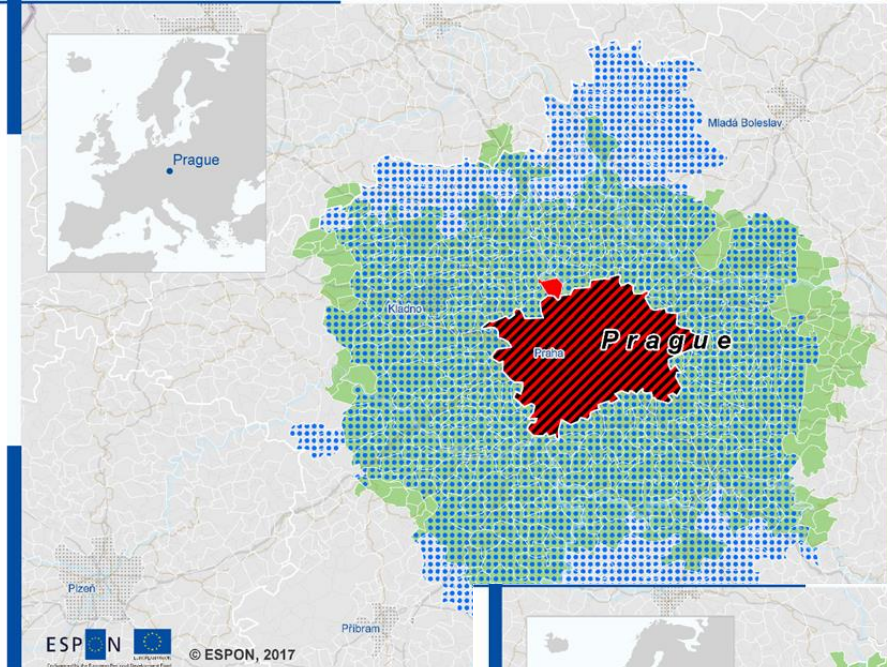 Prague
Mladá Boleslav
Kladno
Prague
Praha
Plzeň
Příbram
ESPON
© ESPON, 2017